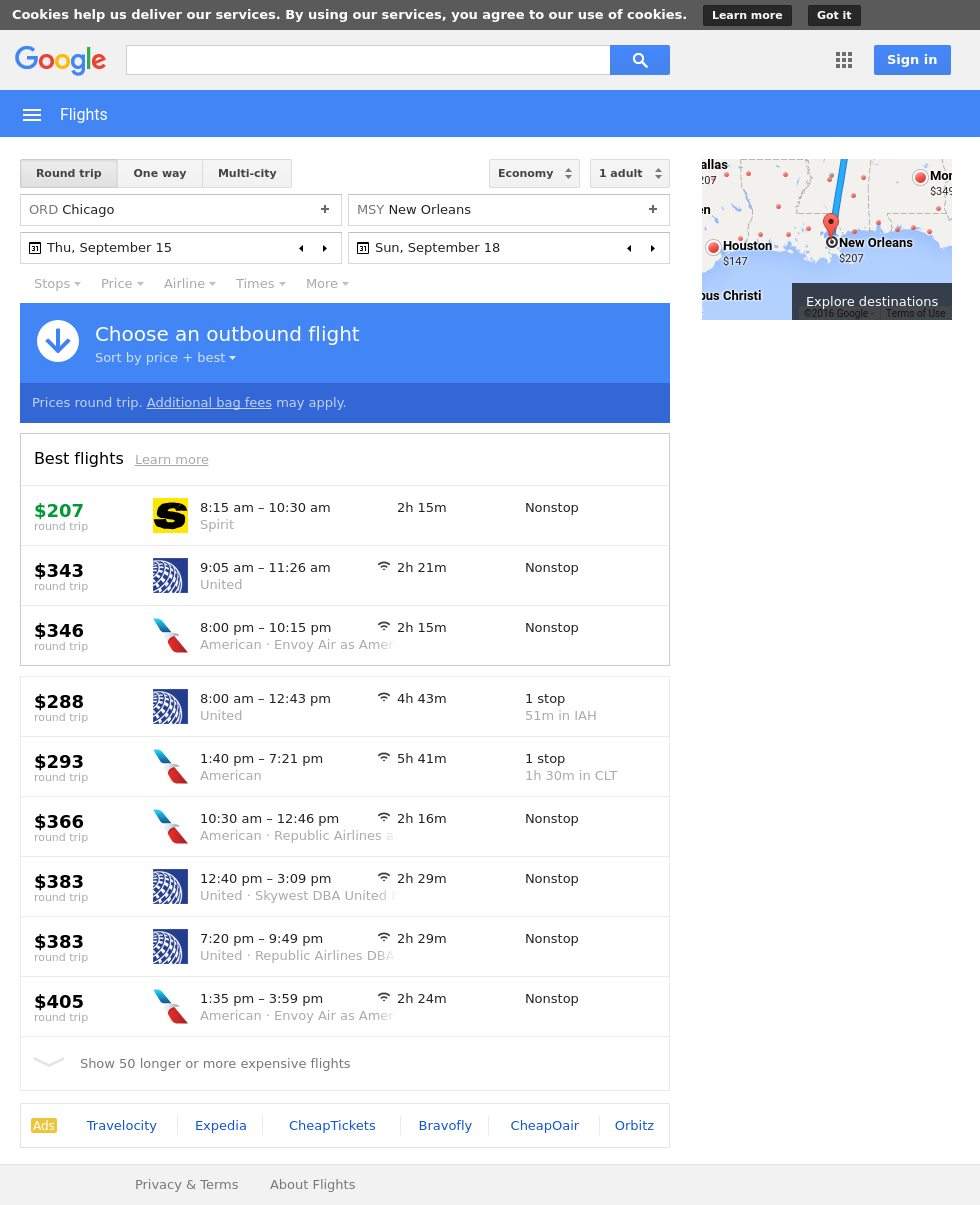 Cookies help us deliver our services. By using our services, you agree to our use of cookies. Learn more Got it
Google Sign in
Flights
Round trip One way Multi-city Economy 1 adult
ORD Chicago + MSY New Orleans +
31 Thu, September 15 31 Sun, September 18
Stops Price Airline Times More
Choose an outbound flight
Sort by price + best
Prices round trip. Additional bag fees may apply.
Best flights Learn more
$207 8:15 am – 10:30 am 2h 15m Nonstop
round trip Spirit
$343 9:05 am – 11:26 am 2h 21m Nonstop
round trip United
$346 8:00 pm – 10:15 pm 2h 15m Nonstop
round trip American · Envoy Air as Amer
$288 8:00 am – 12:43 pm 4h 43m 1 stop
round trip United 51m in IAH
$293 1:40 pm – 7:21 pm 5h 41m 1 stop
round trip American 1h 30m in CLT
$366 10:30 am – 12:46 pm 2h 16m Nonstop
round trip American · Republic Airlines a
$383 12:40 pm – 3:09 pm 2h 29m Nonstop
round trip United · Skywest DBA United
$383 7:20 pm – 9:49 pm 2h 29m Nonstop
round trip United · Republic Airlines DBA
$405 1:35 pm – 3:59 pm 2h 24m Nonstop
round trip American · Envoy Air as Amer
Show 50 longer or more expensive flights
Ads Travelocity Expedia CheapTickets Bravofly CheapOair Orbitz
Privacy & Terms About Flights
allas
207
Mon
$349
en
Houston
$147
New Orleans
$207
pus Christi
Explore destinations
©2016 Google - Terms of Use